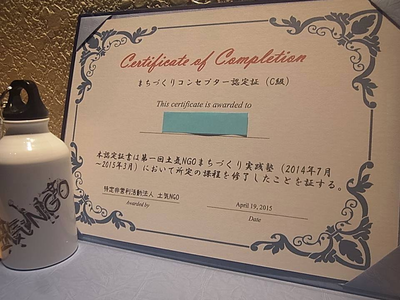 Certificate of Completion
まちづくりコンセプター認定証（C級）
This certificate is awarded to
本認定証書は第一回土気NGOまちづくり実践塾（2014年7月
〜2015年3月）において所定の課程を修了したことを証する。
特定非営利活動法人 土気NGO
Awarded by
April 19, 2015
Date
NGO